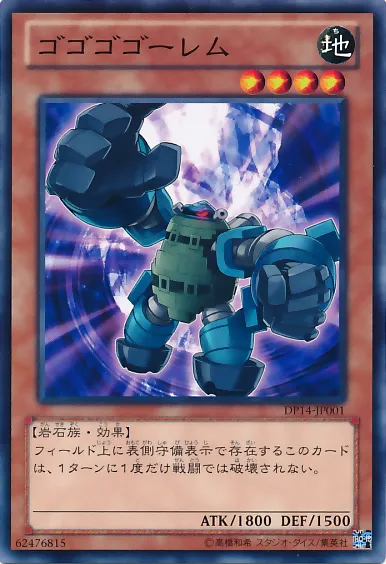 ゴゴゴゴーレム
地
DP14-JP001
【岩石族・効果】
フィールド上に表側守備表示で存在するこのカード
は、1ターンに1度だけ戦闘では破壊されない。
ATK/1800 DEF/1500
62476815
©高橋和希 スタジオ・ダイス/集英社